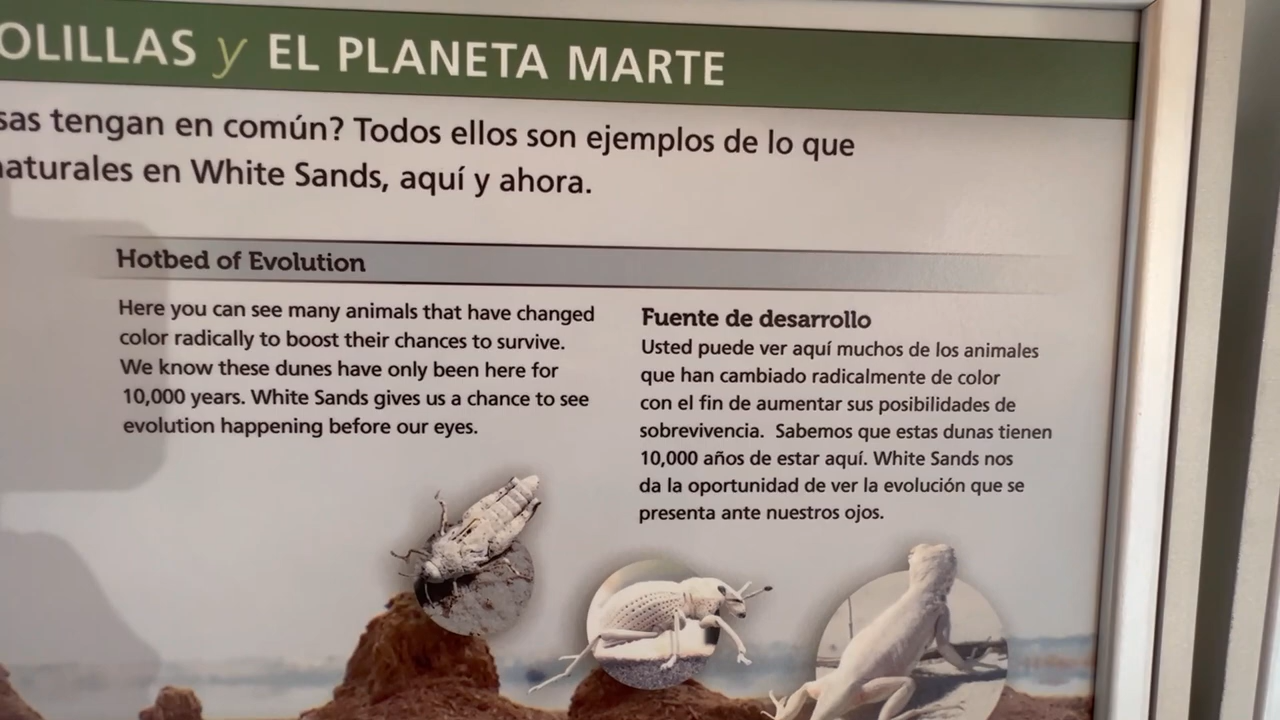 OLILLAS y EL PLANETA MARTE
sas tengan en común? Todos ellos son ejemplos de lo que
naturales en White Sands, aquí y ahora.
Hotbed of Evolution
Here you can see many animals that have changed
color radically to boost their chances to survive.
We know these dunes have only been here for
10,000 years. White Sands gives us a chance to see
evolution happening before our eyes.
Fuente de desarrollo
Usted puede ver aquí muchos de los animales
que han cambiado radicalmente de color
con el fin de aumentar sus posibilidades de
sobrevivencia. Sabemos que estas dunas tienen
10,000 años de estar aquí. White Sands nos
da la oportunidad de ver la evolución que se
presenta ante nuestros ojos.